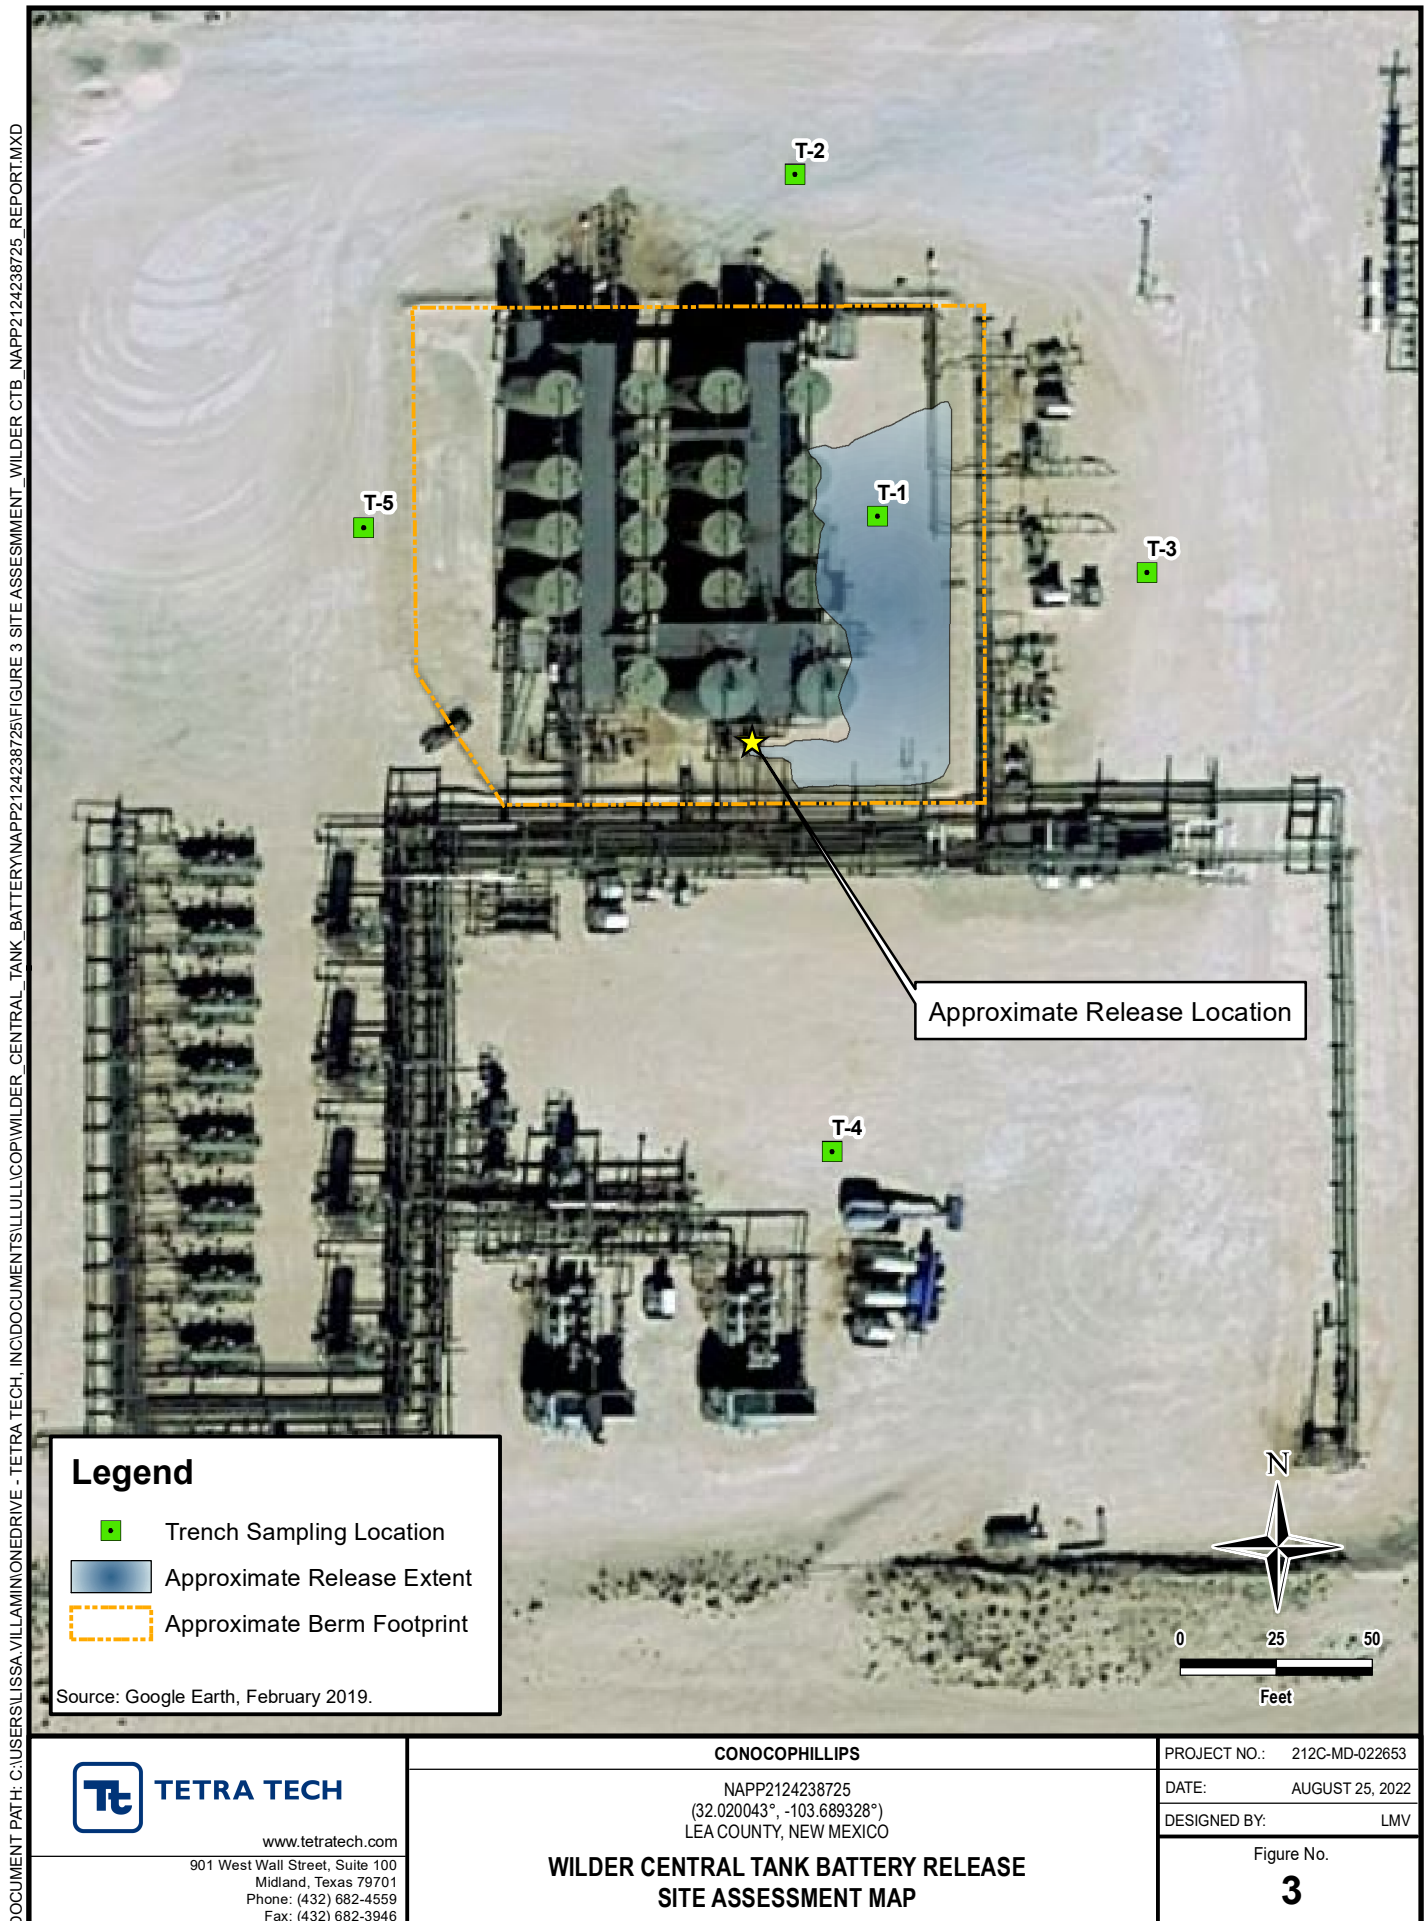 DOCUMENT PATH: C:\USERS\LISSA.VILLAMIN\ONEDRIVE - TETRA TECH, INC\DOCUMENTS\LULL\COP\WILDER_CENTRAL_TANK_BATTERY\NAPP2124238725\FIGURE 3 SITE ASSESSMENT_WILDER CTB_NAPP2124238725_REPORT.MXD
T-2
T-1
T-5
T-3
Approximate Release Location
T-4
Legend
Trench Sampling Location
Approximate Release Extent
Approximate Berm Footprint
Source: Google Earth, February 2019.
N
0 25 50
Feet
Tt TETRA TECH
www.tetratech.com
901 West Wall Street, Suite 100
Midland, Texas 79701
Phone: (432) 682-4559
Fax: (432) 682-3946
CONOCOPHILLIPS
NAPP2124238725
(32.020043°, -103.689328°)
LEA COUNTY, NEW MEXICO
WILDER CENTRAL TANK BATTERY RELEASE
SITE ASSESSMENT MAP
PROJECT NO.: 212C-MD-022653
DATE: AUGUST 25, 2022
DESIGNED BY: LMV
Figure No.
3